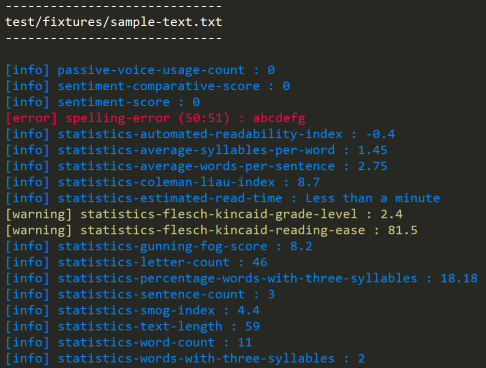 -----------------------------
test/fixtures/sample-text.txt
-----------------------------
[info] passive-voice-usage-count : 0
[info] sentiment-comparative-score : 0
[info] sentiment-score : 0
[error] spelling-error (50:51) : abcdefg
[info] statistics-automated-readability-index : -0.4
[info] statistics-average-syllables-per-word : 1.45
[info] statistics-average-words-per-sentence : 2.75
[info] statistics-coleman-liau-index : 8.7
[info] statistics-estimated-read-time : Less than a minute
[warning] statistics-flesch-kincaid-grade-level : 2.4
[warning] statistics-flesch-kincaid-reading-ease : 81.5
[info] statistics-gunning-fog-score : 8.2
[info] statistics-letter-count : 46
[info] statistics-percentage-words-with-three-syllables : 18.18
[info] statistics-sentence-count : 3
[info] statistics-smog-index : 4.4
[info] statistics-text-length : 59
[info] statistics-word-count : 11
[info] statistics-words-with-three-syllables : 2